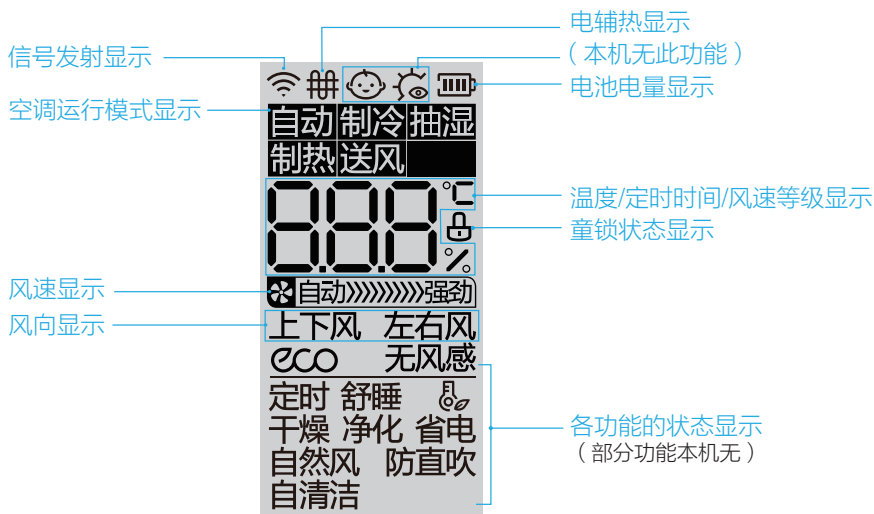 电辅热显示
信号发射显示
（本机无此功能）
电池电量显示
空调运行模式显示
自动 制冷 抽湿
制热 送风
8.8.8 ℃
%
温度/定时时间/风速等级显示
童锁状态显示
风速显示
自动》》》》》强劲
风向显示
上下风 左右风
eco 无风感
定时 舒睡
干燥 净化 省电
自然风 防直吹
自清洁
各功能的状态显示
（部分功能本机无）